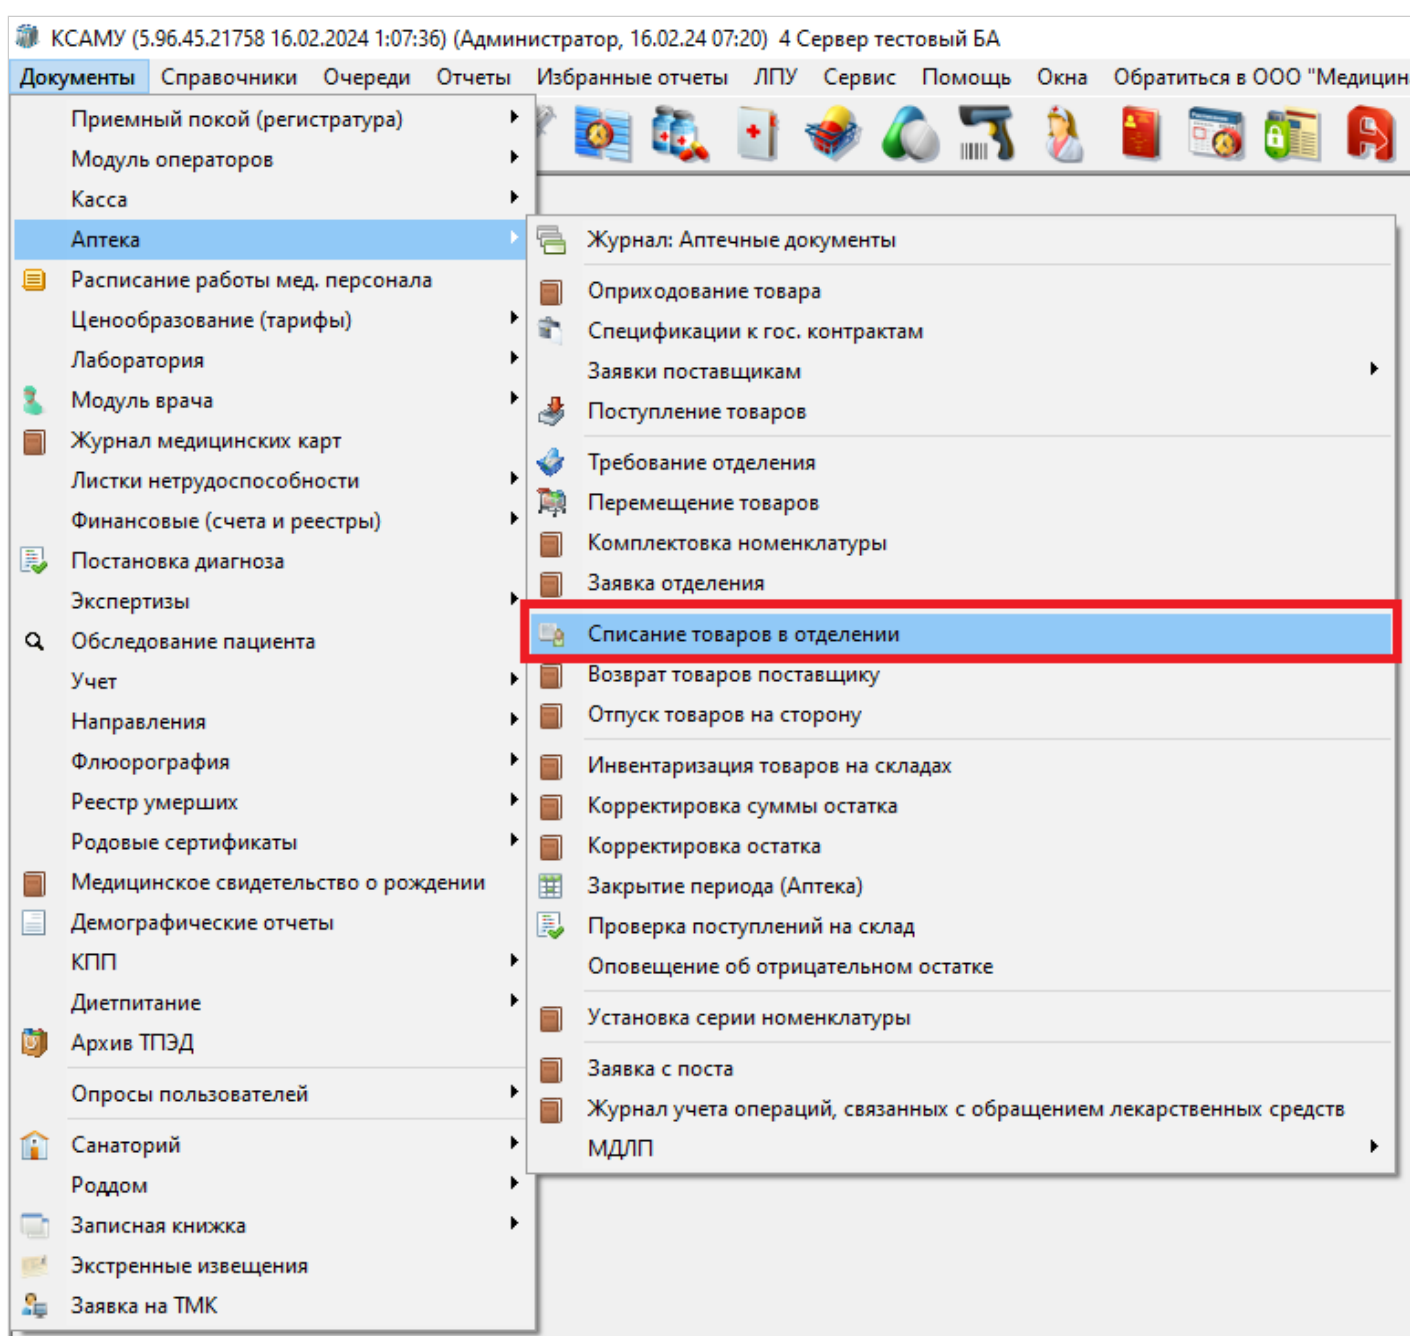 КСАМУ (5.96.45.21758 16.02.2024 1:07:36) (Администратор, 16.02.24 07:20) 4 Сервер тестовый БА
Документы Справочники Очереди Отчеты Избранные отчеты ЛПУ Сервис Помощь Окна Обратиться в ООО "Медицин
Приемный покой (регистратура)
Модуль операторов
Касса
Аптека
Расписание работы мед. персонала
Ценообразование (тарифы)
Лаборатория
Модуль врача
Журнал медицинских карт
Листки нетрудоспособности
Финансовые (счета и реестры)
Постановка диагноза
Экспертизы
Обследование пациента
Учет
Направления
Флюорография
Реестр умерших
Родовые сертификаты
Медицинское свидетельство о рождении
Демографические отчеты
КПП
Диетпитание
Архив ТПЭД
Опросы пользователей
Санаторий
Роддом
Записная книжка
Экстренные извещения
Заявка на ТМК
Журнал: Аптечные документы
Оприходование товара
Спецификации к гос. контрактам
Заявки поставщикам
Поступление товаров
Требование отделения
Перемещение товаров
Комплектовка номенклатуры
Заявка отделения
Списание товаров в отделении
Возврат товаров поставщику
Отпуск товаров на сторону
Инвентаризация товаров на складах
Корректировка суммы остатка
Корректировка остатка
Закрытие периода (Аптека)
Проверка поступлений на склад
Оповещение об отрицательном остатке
Установка серии номенклатуры
Заявка с поста
Журнал учета операций, связанных с обращением лекарственных средств
МДЛП